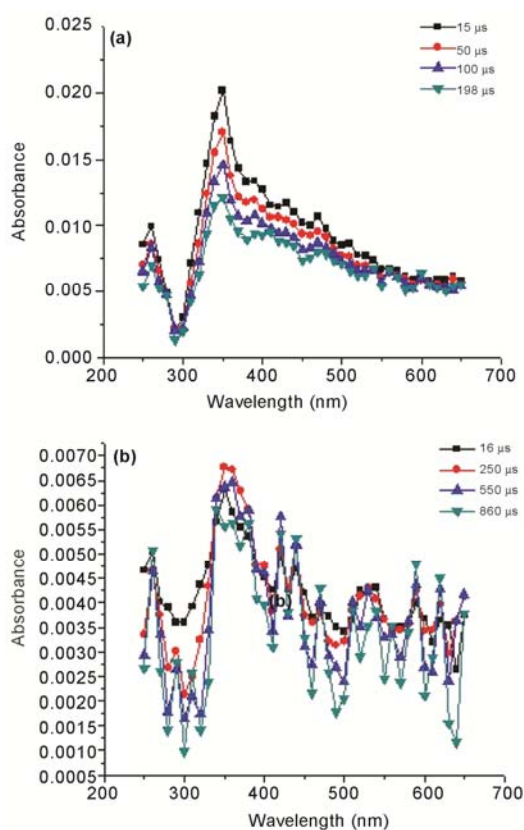 (a)
15 μs
50 μs
100 μs
198 μs
0.025
0.020
0.015
0.010
0.005
0.000
Absorbance
200 300 400 500 600 700
Wavelength (nm)
(b)
16 μs
250 μs
550 μs
860 μs
0.0070
0.0065
0.0060
0.0055
0.0050
0.0045
0.0040
0.0035
0.0030
0.0025
0.0020
0.0010
0.0010
0.0005
Absorbance
(b)
200 300 400 500 600 700
Wavelength (nm)